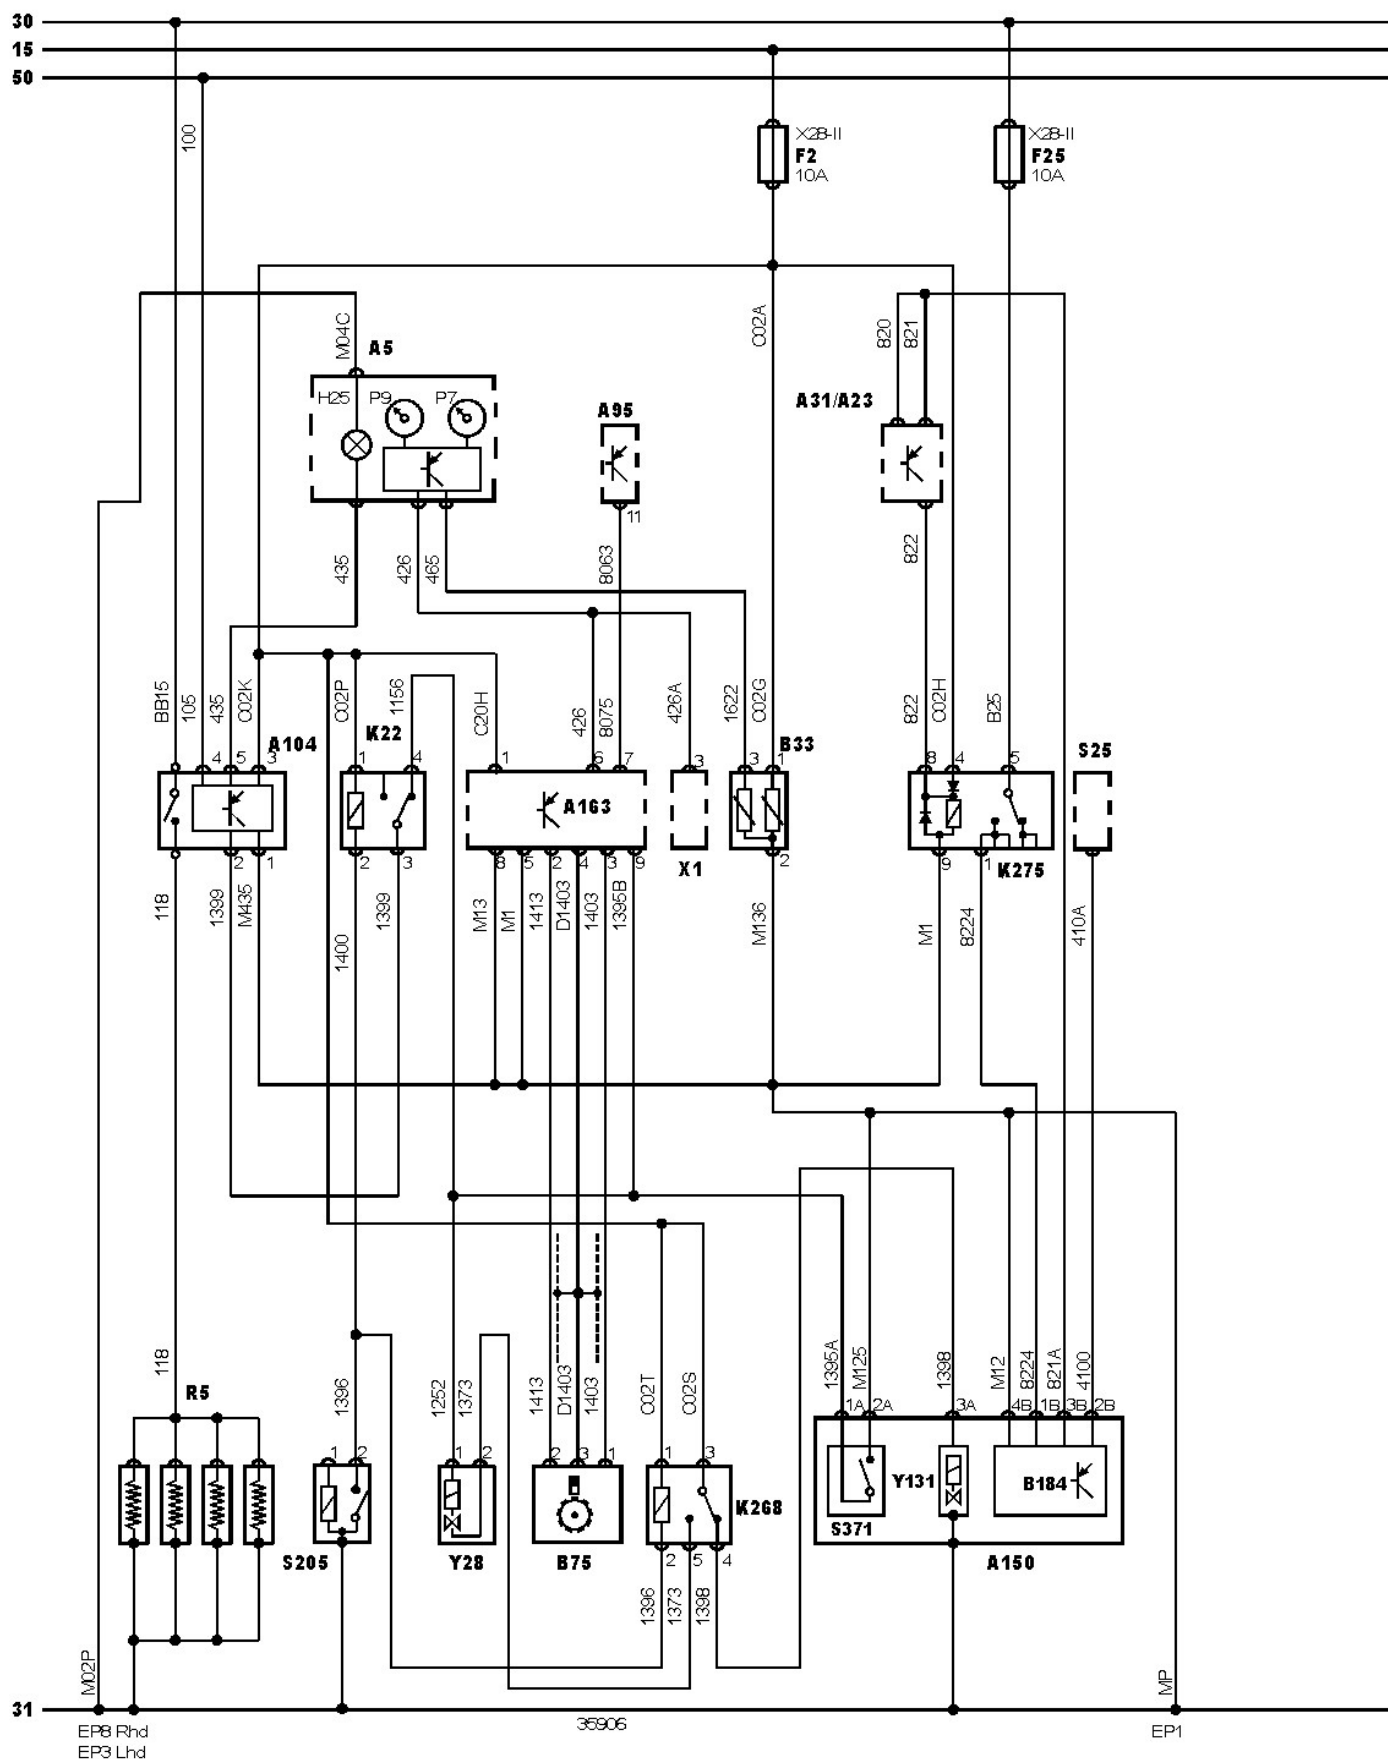 30
15
50
100
X28-II
F2
10A
X28-II
F25
10A
M04C
A5
C02A
820
821
H25
P9
P7
A95
A31/A23
11
435
426
465
8063
822
BB15
105
435
C02K
C02P
1156
C20H
426
8075
426A
1622
C02G
822
C02H
B25
A104
K22
B33
S25
4
5
3
1
4
1
6
7
3
3
1
8
4
5
A163
X1
K275
2
1
2
3
8
5
2
4
3
9
2
9
1
118
1399
M435
1400
1399
M13
M1
1413
D1403
1403
1395B
M136
M1
8224
410A
118
R5
1396
1252
1373
1413
D1403
1403
C02T
C02S
1395A
M125
1398
M12
8224
821A
4100
1A
2A
3A
4B
1B
3B
2B
1
2
1
2
2
3
1
1
3
Y131
B184
K268
S371
S205
Y28
B75
2
5
4
A150
1396
1373
1398
M02P
MP
31
EP8 Rhd
EP3 Lhd
35906
EP1